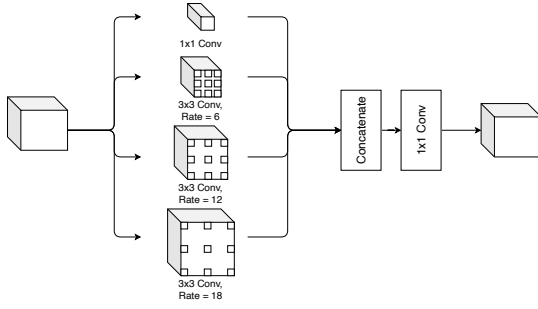 1x1 Conv
3x3 Conv,
Rate = 6
3x3 Conv,
Rate = 12
3x3 Conv,
Rate = 18
Concatenate
1x1 Conv